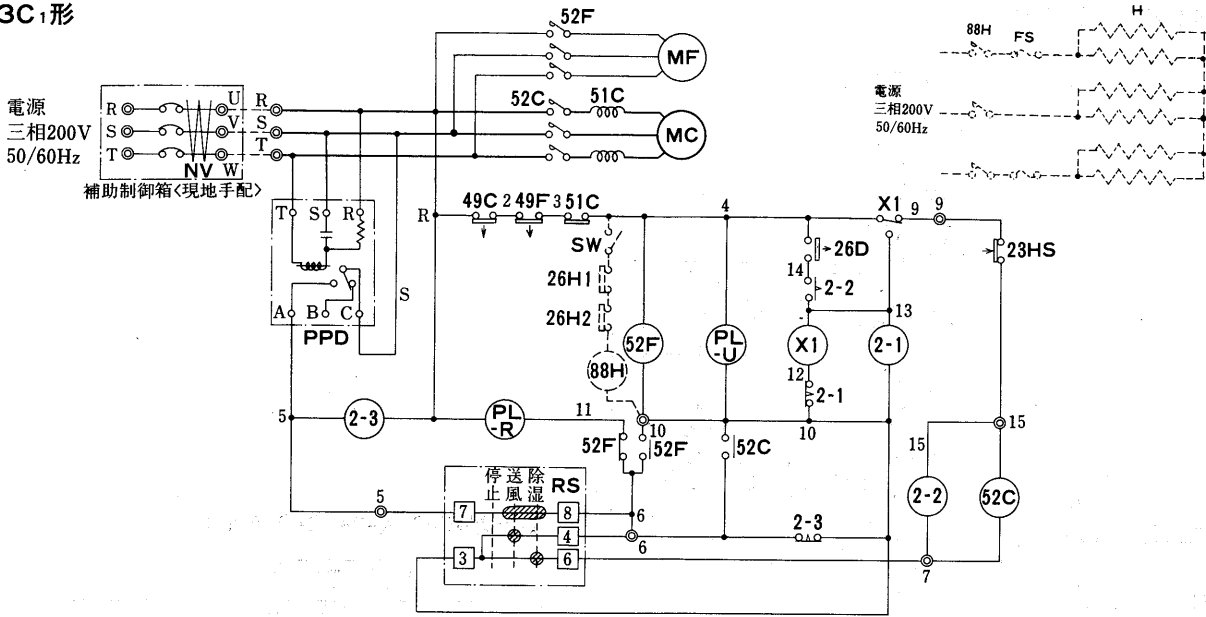 3C₁形
52F
MF
電源
三相200V
50/60Hz
R
S
T
U
V
W
NV
R
S
T
補助制御箱<現地手配>
52C
51C
MC
88H
FS
H
電源
三相200V
50/60Hz
T
S
R
A
B
C
PPD
S
R
49C
2
49F
3
51C
4
X1
9
9
SW
26H1
26H2
88H
52F
PL
-U
26D
14
2-2
13
X1
2-1
12
2-1
23HS
5
2-3
PL
-R
11
10
10
52F
52F
52C
15
15
2-2
52C
停止
送風
除湿
RS
5
7
8
6
4
6
2-3
3
6
7